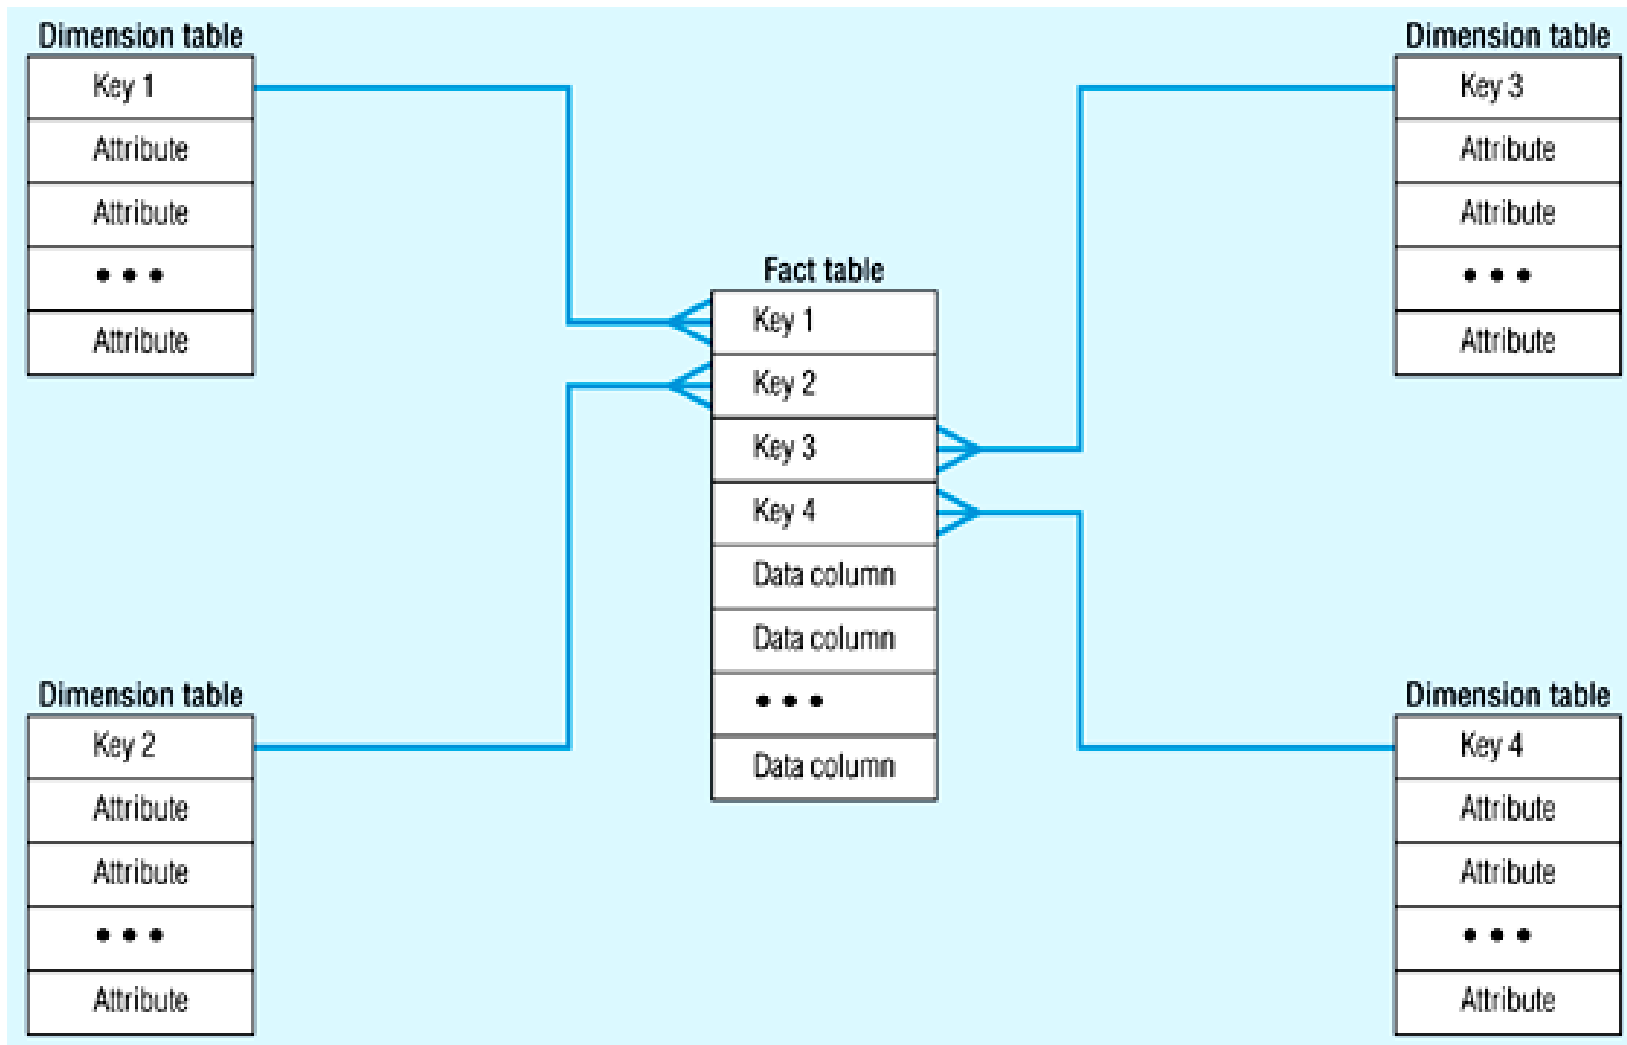 Dimension table
Key 1
Attribute
Attribute
• • •
Attribute
Dimension table
Key 3
Attribute
Attribute
• • •
Attribute
Fact table
Key 1
Key 2
Key 3
Key 4
Data column
Data column
• • •
Data column
Dimension table
Key 2
Attribute
Attribute
• • •
Attribute
Dimension table
Key 4
Attribute
Attribute
• • •
Attribute